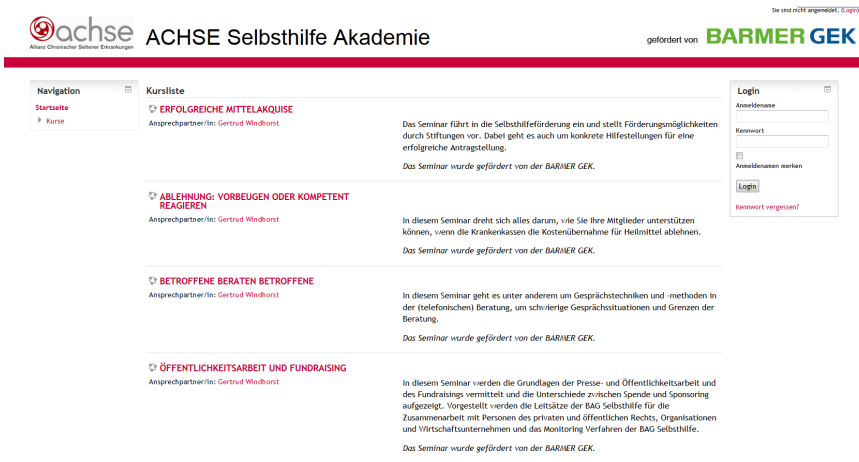 Sie sind nicht angemeldet. (Login)
achse
Allianz Chronischer Seltener Erkrankungen
ACHSE Selbsthilfe Akademie
gefördert von BARMER GEK
Navigation
Startseite
Kurse
Kursliste
ERFOLGREICHE MITTELAKQUISE
Ansprechpartner/in: Gertrud Windhorst
Das Seminar führt in die Selbsthilfeförderung ein und stellt Förderungsmöglichkeiten
durch Stiftungen vor. Dabei geht es auch um konkrete Hilfestellungen für eine
erfolgreiche Antragstellung.
Das Seminar wurde gefördert von der BARMER GEK.
ABLEHNUNG: VORBEUGEN ODER KOMPETENT
REAGIEREN
Ansprechpartner/in: Gertrud Windhorst
In diesem Seminar dreht sich alles darum, wie Sie Ihre Mitglieder unterstützen
können, wenn die Krankenkassen die Kostenübernahme für Heilmittel ablehnen.
Das Seminar wurde gefördert von der BARMER GEK.
BETROFFENE BERATEN BETROFFENE
Ansprechpartner/in: Gertrud Windhorst
In diesem Seminar geht es unter anderem um Gesprächstechniken und -methoden in
der (telefonischen) Beratung, um schwierige Gesprächssituationen und Grenzen der
Beratung.
Das Seminar wurde gefördert von der BARMER GEK.
ÖFFENTLICHKEITSARBEIT UND FUNDRAISING
Ansprechpartner/in: Gertrud Windhorst
In diesem Seminar werden die Grundlagen der Presse- und Öffentlichkeitsarbeit und
des Fundraisings vermittelt und die Unterschiede zwischen Spende und Sponsoring
aufgezeigt. Vorgestellt werden die Leitsätze der BAG Selbsthilfe für die
Zusammenarbeit mit Personen des privaten und öffentlichen Rechts, Organisationen
und Wirtschaftsunternehmen und das Monitoring Verfahren der BAG Selbsthilfe.
Das Seminar wurde gefördert von der BARMER GEK.
Login
Anmeldename
Kennwort
Anmeldenamen merken
Login
Kennwort vergessen?